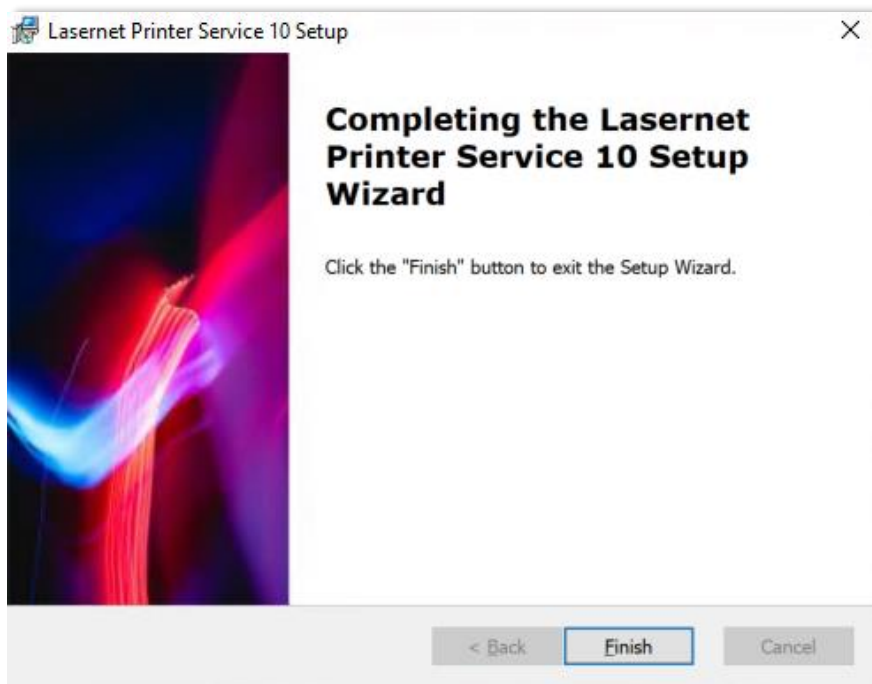 Lasernet Printer Service 10 Setup
Completing the Lasernet
Printer Service 10 Setup
Wizard
Click the "Finish" button to exit the Setup Wizard.
< Back
Finish
Cancel